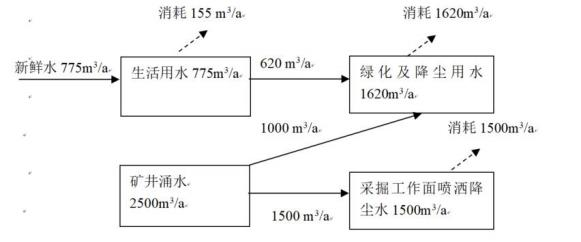 消耗 155 m³/a
消耗 1620m³/a
新鲜水 775m³/a
生活用水 775m³/a
620 m³/a
绿化及降尘用水
1620m³/a
1000 m³/a
消耗 1500m³/a
矿井涌水
2500m³/a
1500 m³/a
采掘工作面喷洒降
尘水 1500m³/a